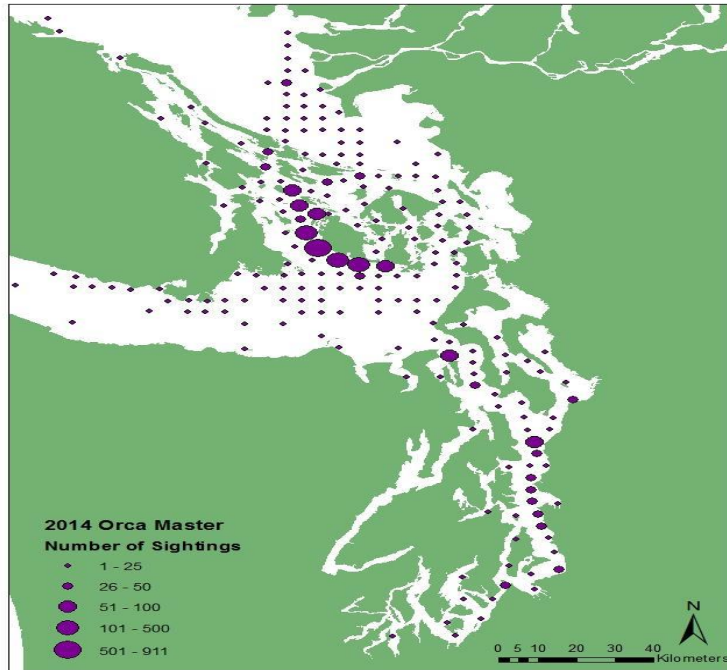 2014 Orca Master
Number of Sightings
1 - 25
26 - 50
51 - 100
101 - 500
501 - 911
N
0 5 10 20 30 40
Kilometers